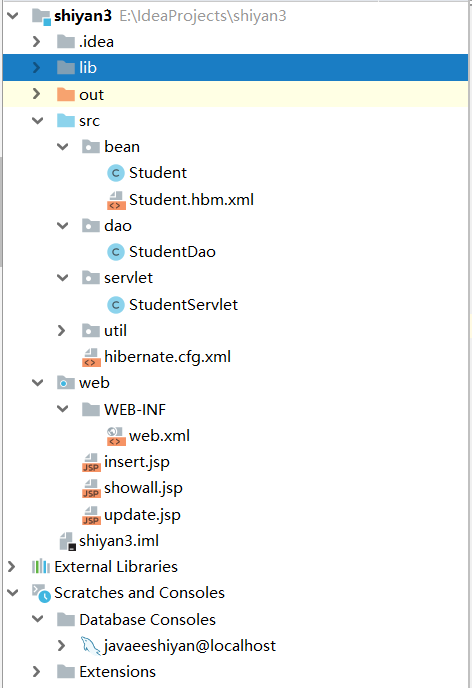 shiyan3 E:\IdeaProjects\shiyan3
.idea
lib
out
src
bean
Student
Student.hbm.xml
dao
StudentDao
servlet
StudentServlet
util
hibernate.cfg.xml
web
WEB-INF
web.xml
insert.jsp
showall.jsp
update.jsp
shiyan3.iml
External Libraries
Scratches and Consoles
Database Consoles
javaeeshiyan@localhost
Extensions